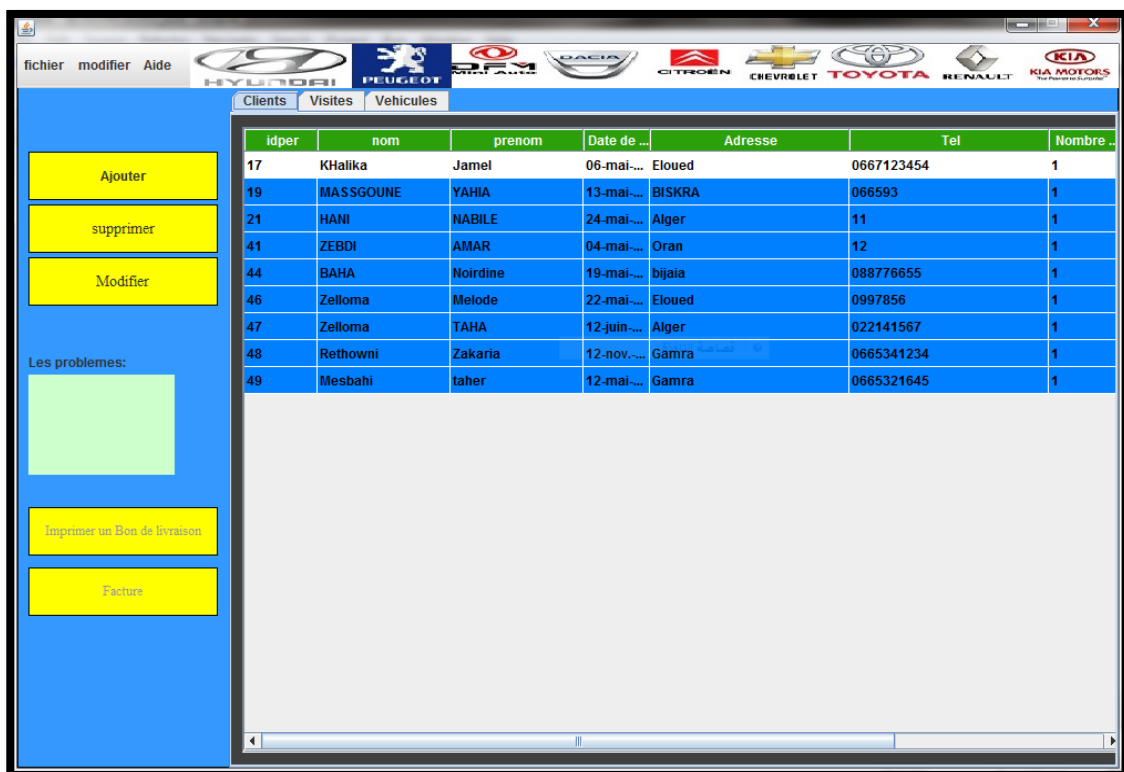 fichier modifier Aide
HYUNDAI PEUGEOT DFM Mini Auto DACIA CITROËN CHEVROLET TOYOTA RENAULT KIA KIA MOTORS The Power to Surprise
Clients Visites Vehicules
idper nom prenom Date de ... Adresse Tel Nombre ..
17 KHalika Jamel 06-mai-... Eloued 0667123454 1
19 MASSGOUNE YAHIA 13-mai-... BISKRA 066593 1
21 HANI NABILE 24-mai-... Alger 11 1
41 ZEBDI AMAR 04-mai-... Oran 12 1
44 BAHA Noirdine 19-mai-... bijaia 088776655 1
46 Zelloma Melode 22-mai-... Eloued 0997856 1
47 Zelloma TAHA 12-juin-... Alger 022141567 1
48 Rethowni Zakaria 12-nov.-... Gamra 0665341234 1
49 Mesbahi taher 12-mai-... Gamra 0665321645 1
Ajouter
supprimer
Modifier
Les problemes:
Imprimer un Bon de livraison
Facture